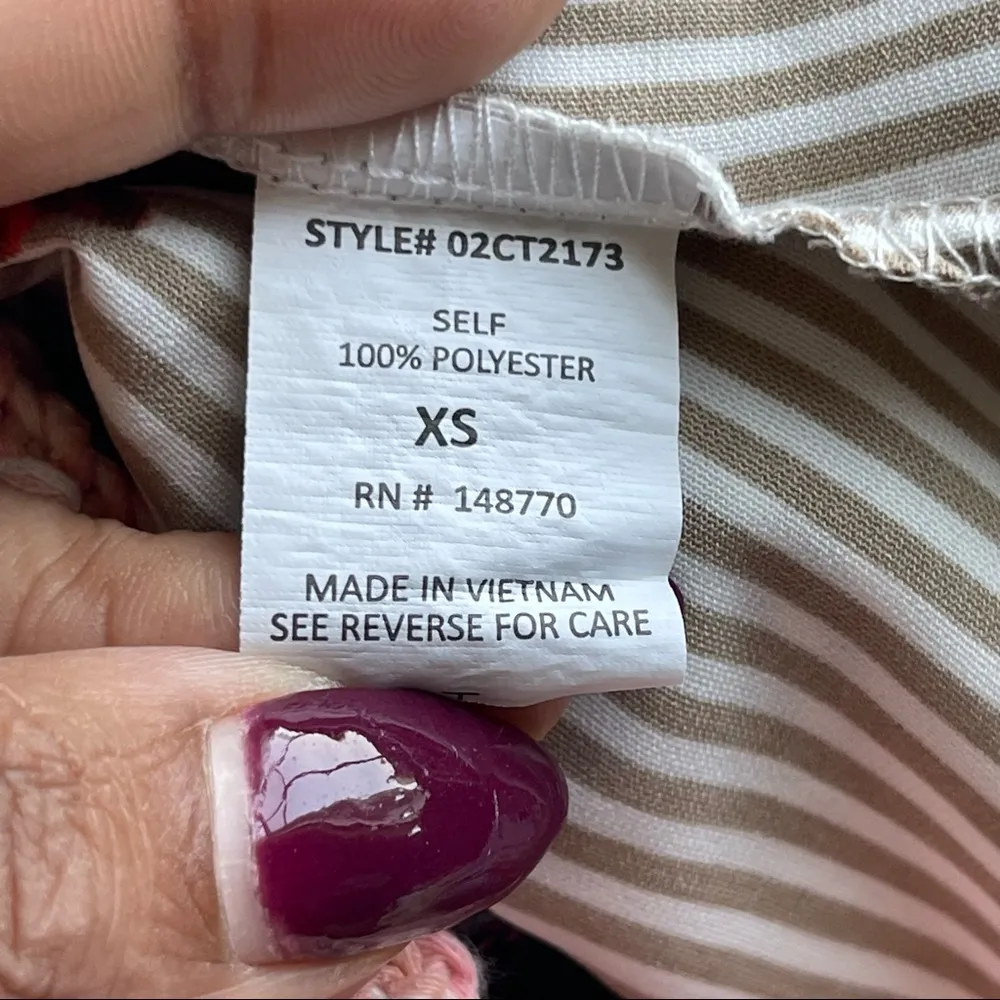 STYLE# 02CT2173
SELF
100% POLYESTER
XS
RN # 148770
MADE IN VIETNAM
SEE REVERSE FOR CARE